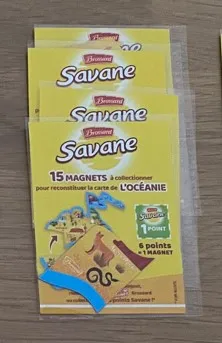 Brossard
Savane
Brossard
Savane
Brossard
Savane
15 MAGNETS à collectionner
pour reconstituer la carte de L'OCÉANIE
Savane
1 POINT
6 points
= 1 MAGNET
Brossard
points Savane !*